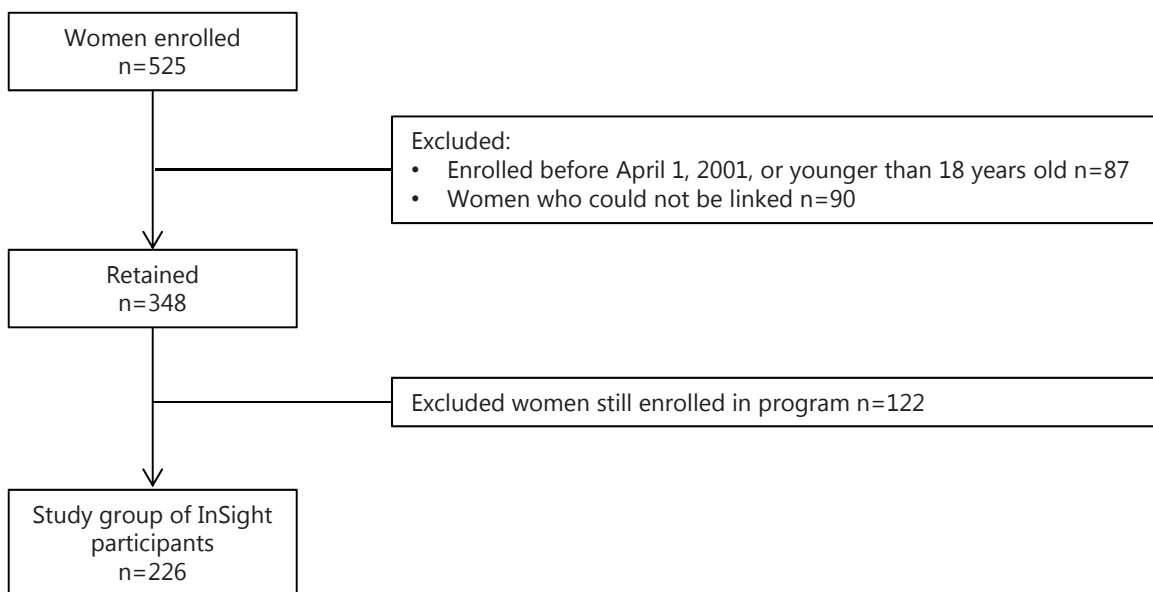 Women enrolled
n=525
Excluded:
• Enrolled before April 1, 2001, or younger than 18 years old n=87
• Women who could not be linked n=90
Retained
n=348
Excluded women still enrolled in program n=122
Study group of InSight
participants
n=226